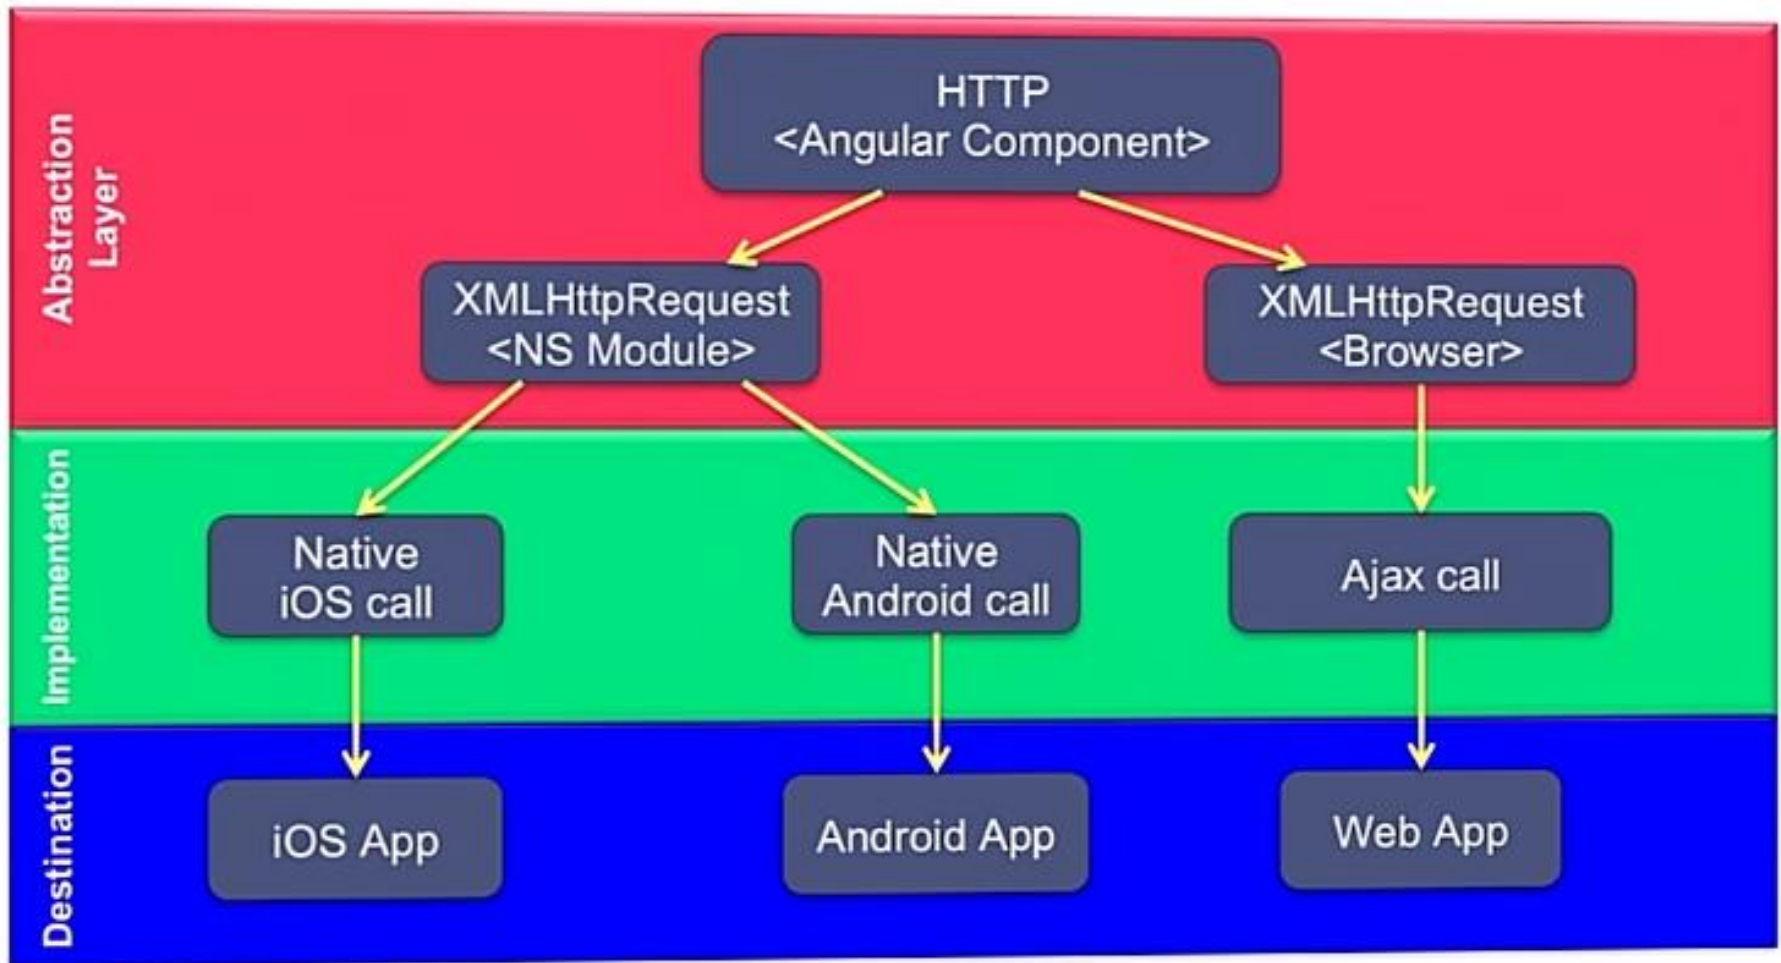 Abstraction
Layer
HTTP
<Angular Component>
XMLHttpRequest
<NS Module>
XMLHttpRequest
<Browser>
Implementation
Native
iOS call
Native
Android call
Ajax call
Destination
iOS App
Android App
Web App